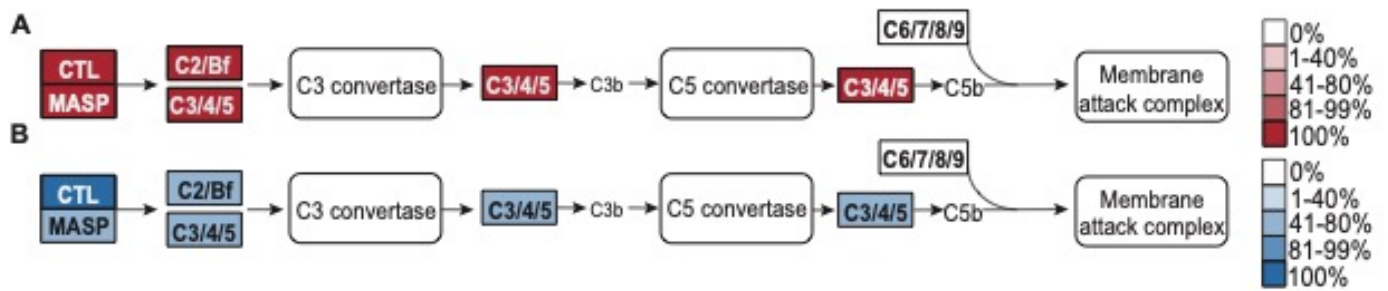 A
CTL
MASP
C2/Bf
C3/4/5
C3 convertase
C3/4/5
C3b
C5 convertase
C3/4/5
C5b
C6/7/8/9
Membrane
attack complex
0%
1-40%
41-80%
81-99%
100%
B
CTL
MASP
C2/Bf
C3/4/5
C3 convertase
C3/4/5
C3b
C5 convertase
C3/4/5
C5b
C6/7/8/9
Membrane
attack complex
0%
1-40%
41-80%
81-99%
100%